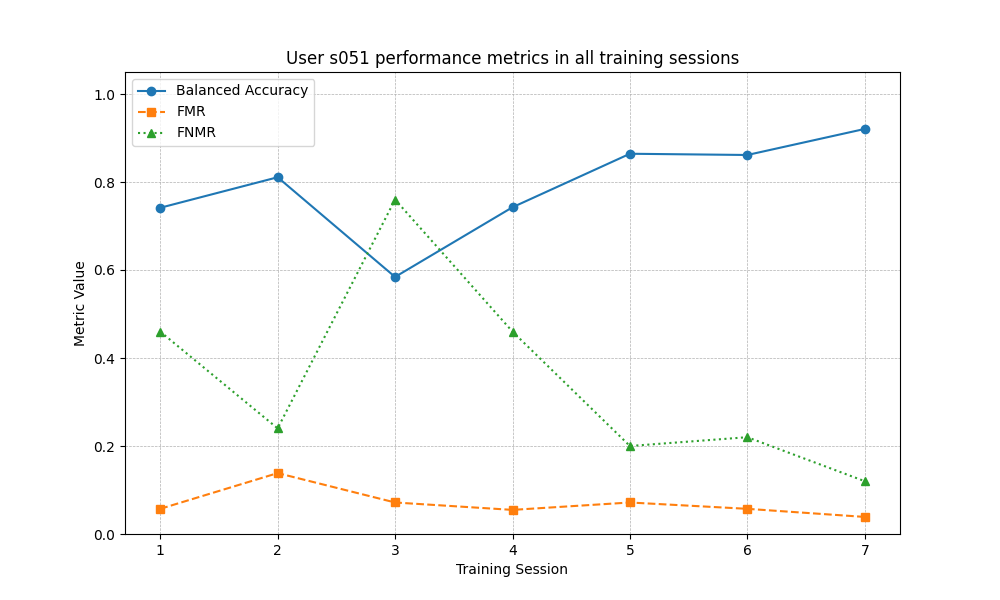 User s051 performance metrics in all training sessions
Balanced Accuracy
FMR
FNMR
1.0
0.8
0.6
0.4
0.2
0.0
Metric Value
1 2 3 4 5 6 7
Training Session